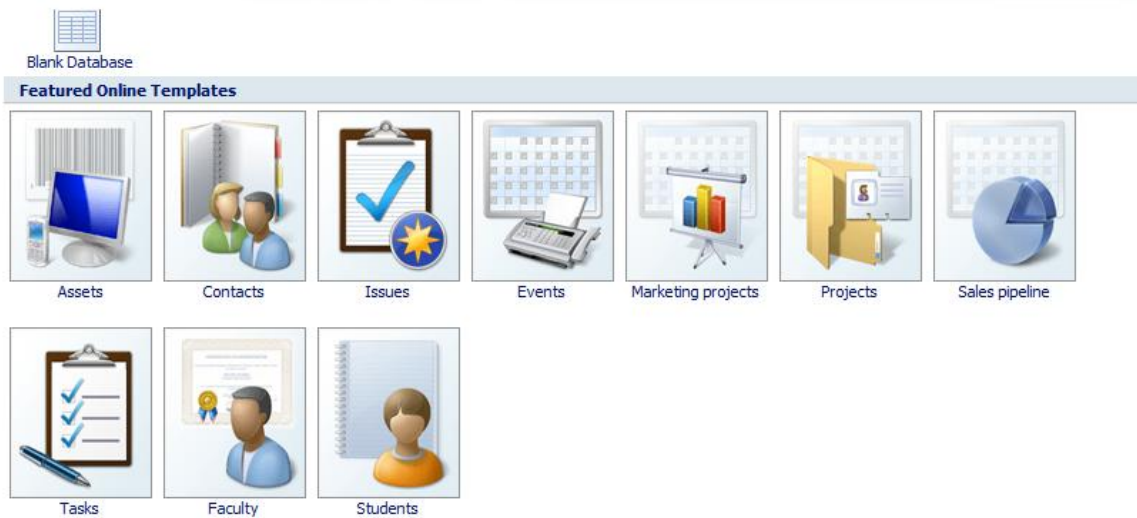 Blank Database
Featured Online Templates
Assets
Contacts
Issues
Events
Marketing projects
Projects
Sales pipeline
Tasks
Faculty
Students